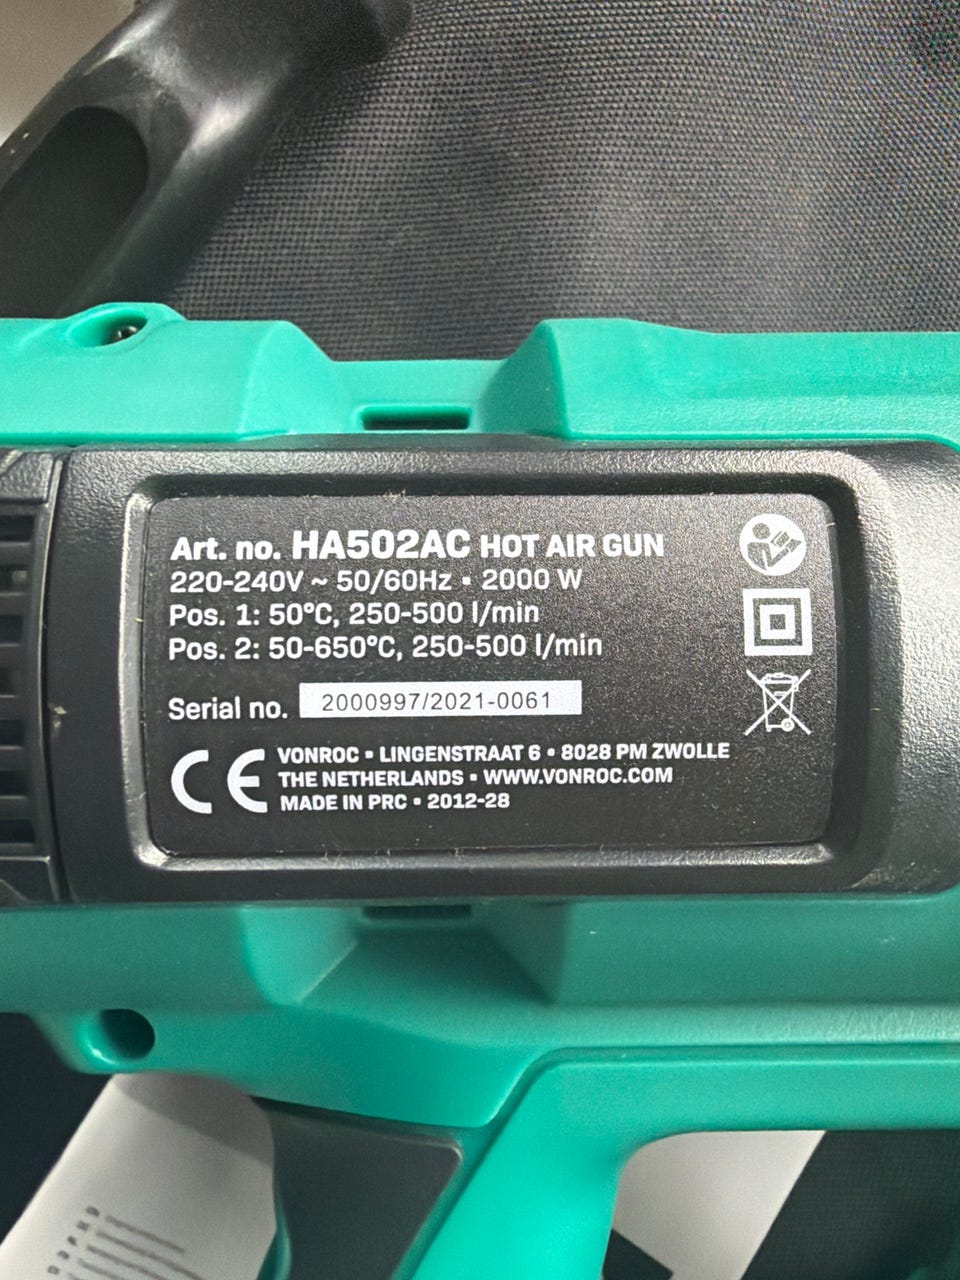 Art. no. HA502AC HOT AIR GUN
220-240V ~ 50/60Hz ▪ 2000 W
Pos. 1: 50°C, 250-500 l/min
Pos. 2: 50-650°C, 250-500 l/min
Serial no. 2000997/2021-0061
CE
VONROC ▪ LINGENSTRAAT 6 ▪ 8028 PM ZWOLLE
THE NETHERLANDS ▪ WWW.VONROC.COM
MADE IN PRC ▪ 2012-28